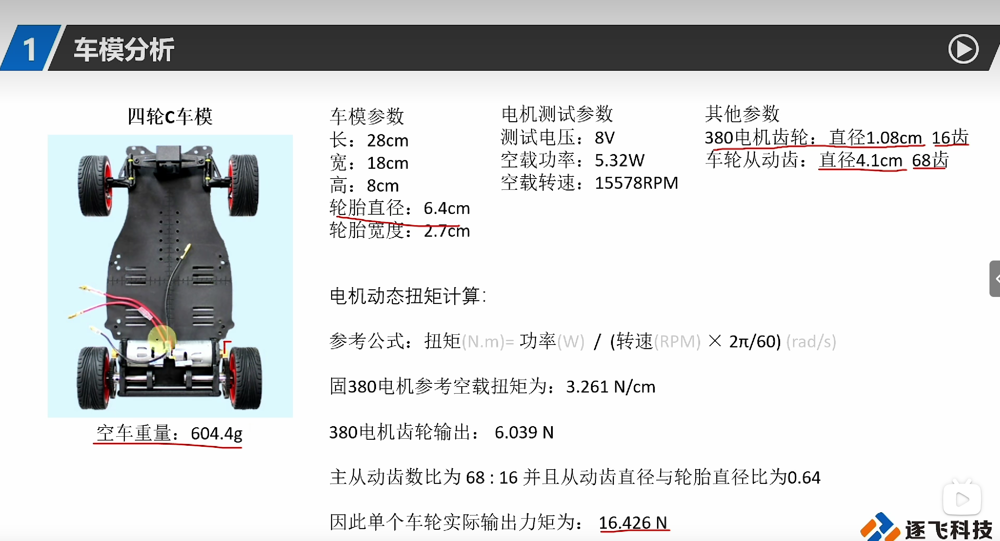 1 车模分析
四轮C车模
空车重量：604.4g
车模参数
长：28cm
宽：18cm
高：8cm
轮胎直径：6.4cm
轮胎宽度：2.7cm
电机测试参数
测试电压：8V
空载功率：5.32W
空载转速：15578RPM
其他参数
380电机齿轮：直径1.08cm 16齿
车轮从动齿：直径4.1cm 68齿
电机动态扭矩计算：
参考公式：扭矩(N.m)= 功率(W) / (转速(RPM) × 2π/60) (rad/s)
固380电机参考空载扭矩为：3.261 N/cm
380电机齿轮输出： 6.039 N
主从动齿数比为 68 : 16 并且从动齿直径与轮胎直径比为0.64
因此单个车轮实际输出力矩为： 16.426 N
逐飞科技